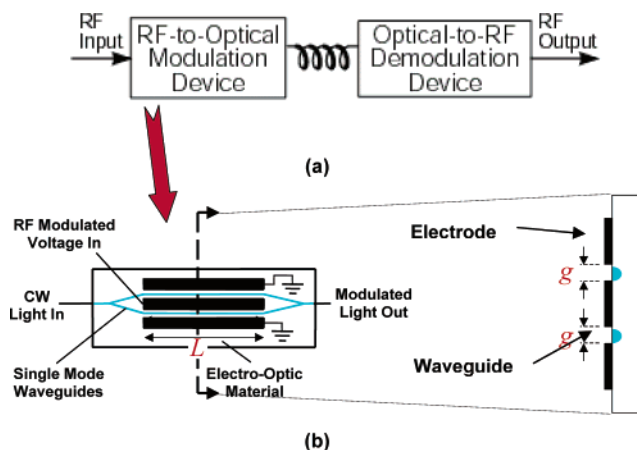 RF
Input
RF-to-Optical
Modulation
Device
Optical-to-RF
Demodulation
Device
RF
Output
(a)
RF Modulated
Voltage In
CW
Light In
Modulated
Light Out
L
Single Mode
Waveguides
Electro-Optic
Material
Electrode
g
g
Waveguide
(b)